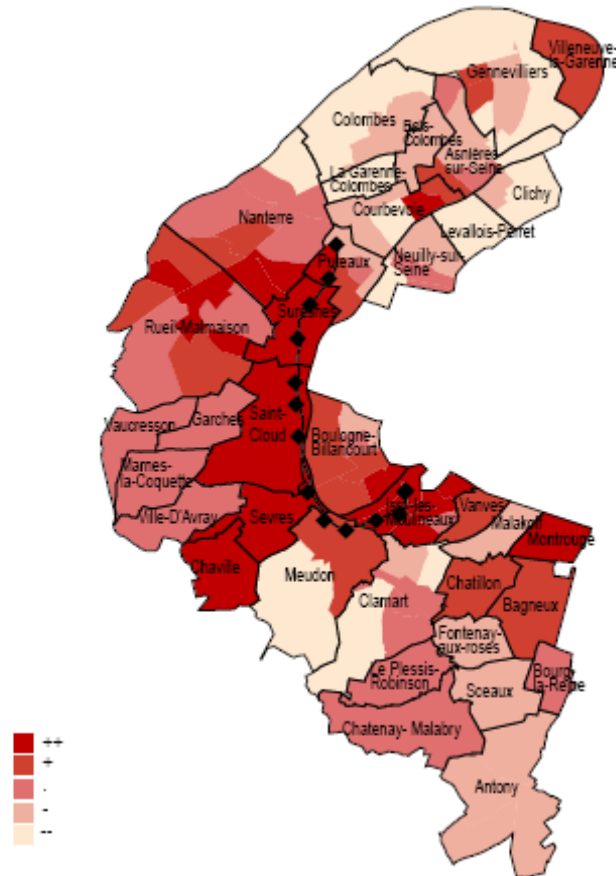 Villeneuve-
la-Garenne
Gennevilliers
Colombes
Bois-
Colombes
Asnières
sur-Seine
La Garenne-
Colombes
Clichy
Courbevoie
Levallois-Perret
Nanterre
Neuilly-sur-
Seine
Puteaux
Suresnes
Rueil-Malmaison
Garches
Saint-
Cloud
Vaucresson
Boulogne-
Billancourt
Marnes-
la-Coquette
Ville-D'Avray
Sevres
Issy-les-
Moulineaux
Vanves
Malakoff
Montrouge
Chaville
Meudon
Clamart
Chatillon
Bagneux
Fontenay-
aux-roses
Le Plessis-
Robinson
Sceaux
Bourg-
la-Reine
Chatenay- Malabry
Antony
++
+
.
-
--